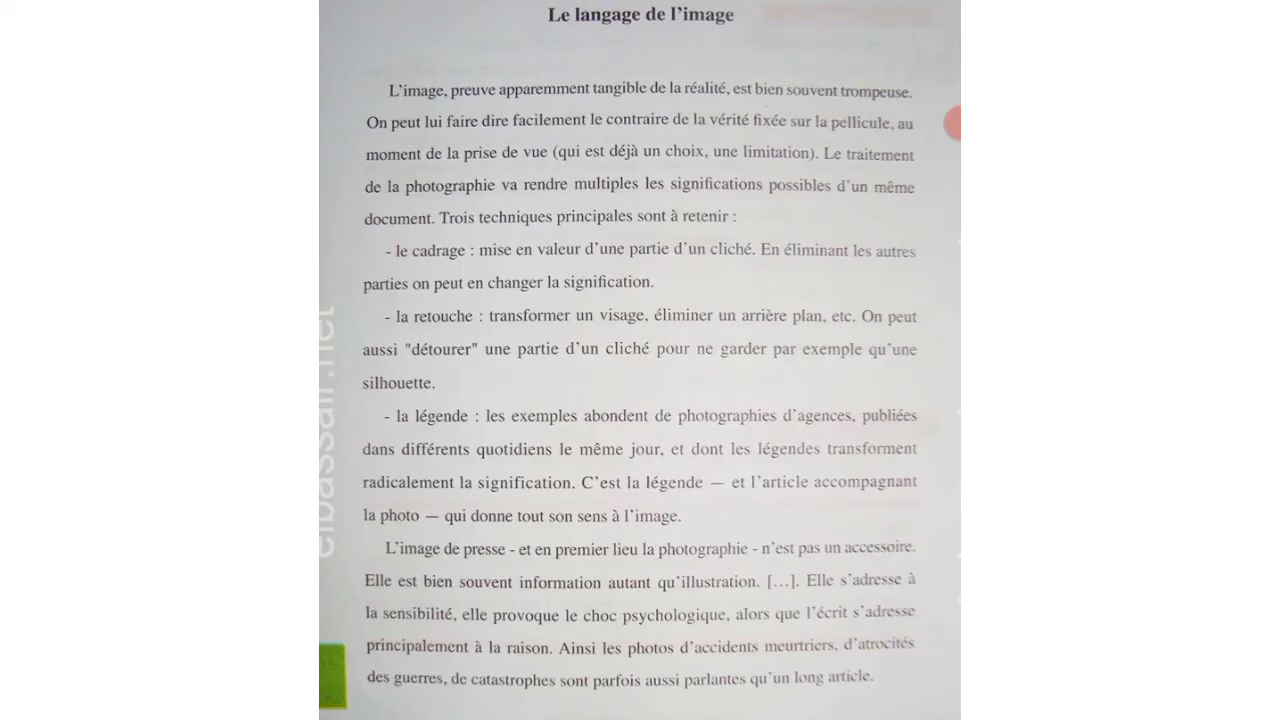 Le langage de l'image
L'image, preuve apparemment tangible de la réalité, est bien souvent trompeuse.
On peut lui faire dire facilement le contraire de la vérité fixée sur la pellicule, au
moment de la prise de vue (qui est déjà un choix, une limitation). Le traitement
de la photographie va rendre multiples les significations possibles d'un même
document. Trois techniques principales sont à retenir :
- le cadrage : mise en valeur d'une partie d'un cliché. En éliminant les autres
parties on peut en changer la signification.
- la retouche : transformer un visage, éliminer un arrière plan, etc. On peut
aussi "détourer" une partie d'un cliché pour ne garder par exemple qu'une
silhouette.
- la légende : les exemples abondent de photographies d'agences, publiées
dans différents quotidiens le même jour, et dont les légendes transforment
radicalement la signification. C'est la légende — et l'article accompagnant
la photo — qui donne tout son sens à l'image.
L'image de presse - et en premier lieu la photographie - n'est pas un accessoire.
Elle est bien souvent information autant qu'illustration. […]. Elle s'adresse à
la sensibilité, elle provoque le choc psychologique, alors que l'écrit s'adresse
principalement à la raison. Ainsi les photos d'accidents meurtriers, d'atrocités
des guerres, de catastrophes sont parfois aussi parlantes qu'un long article.
elbassair.net